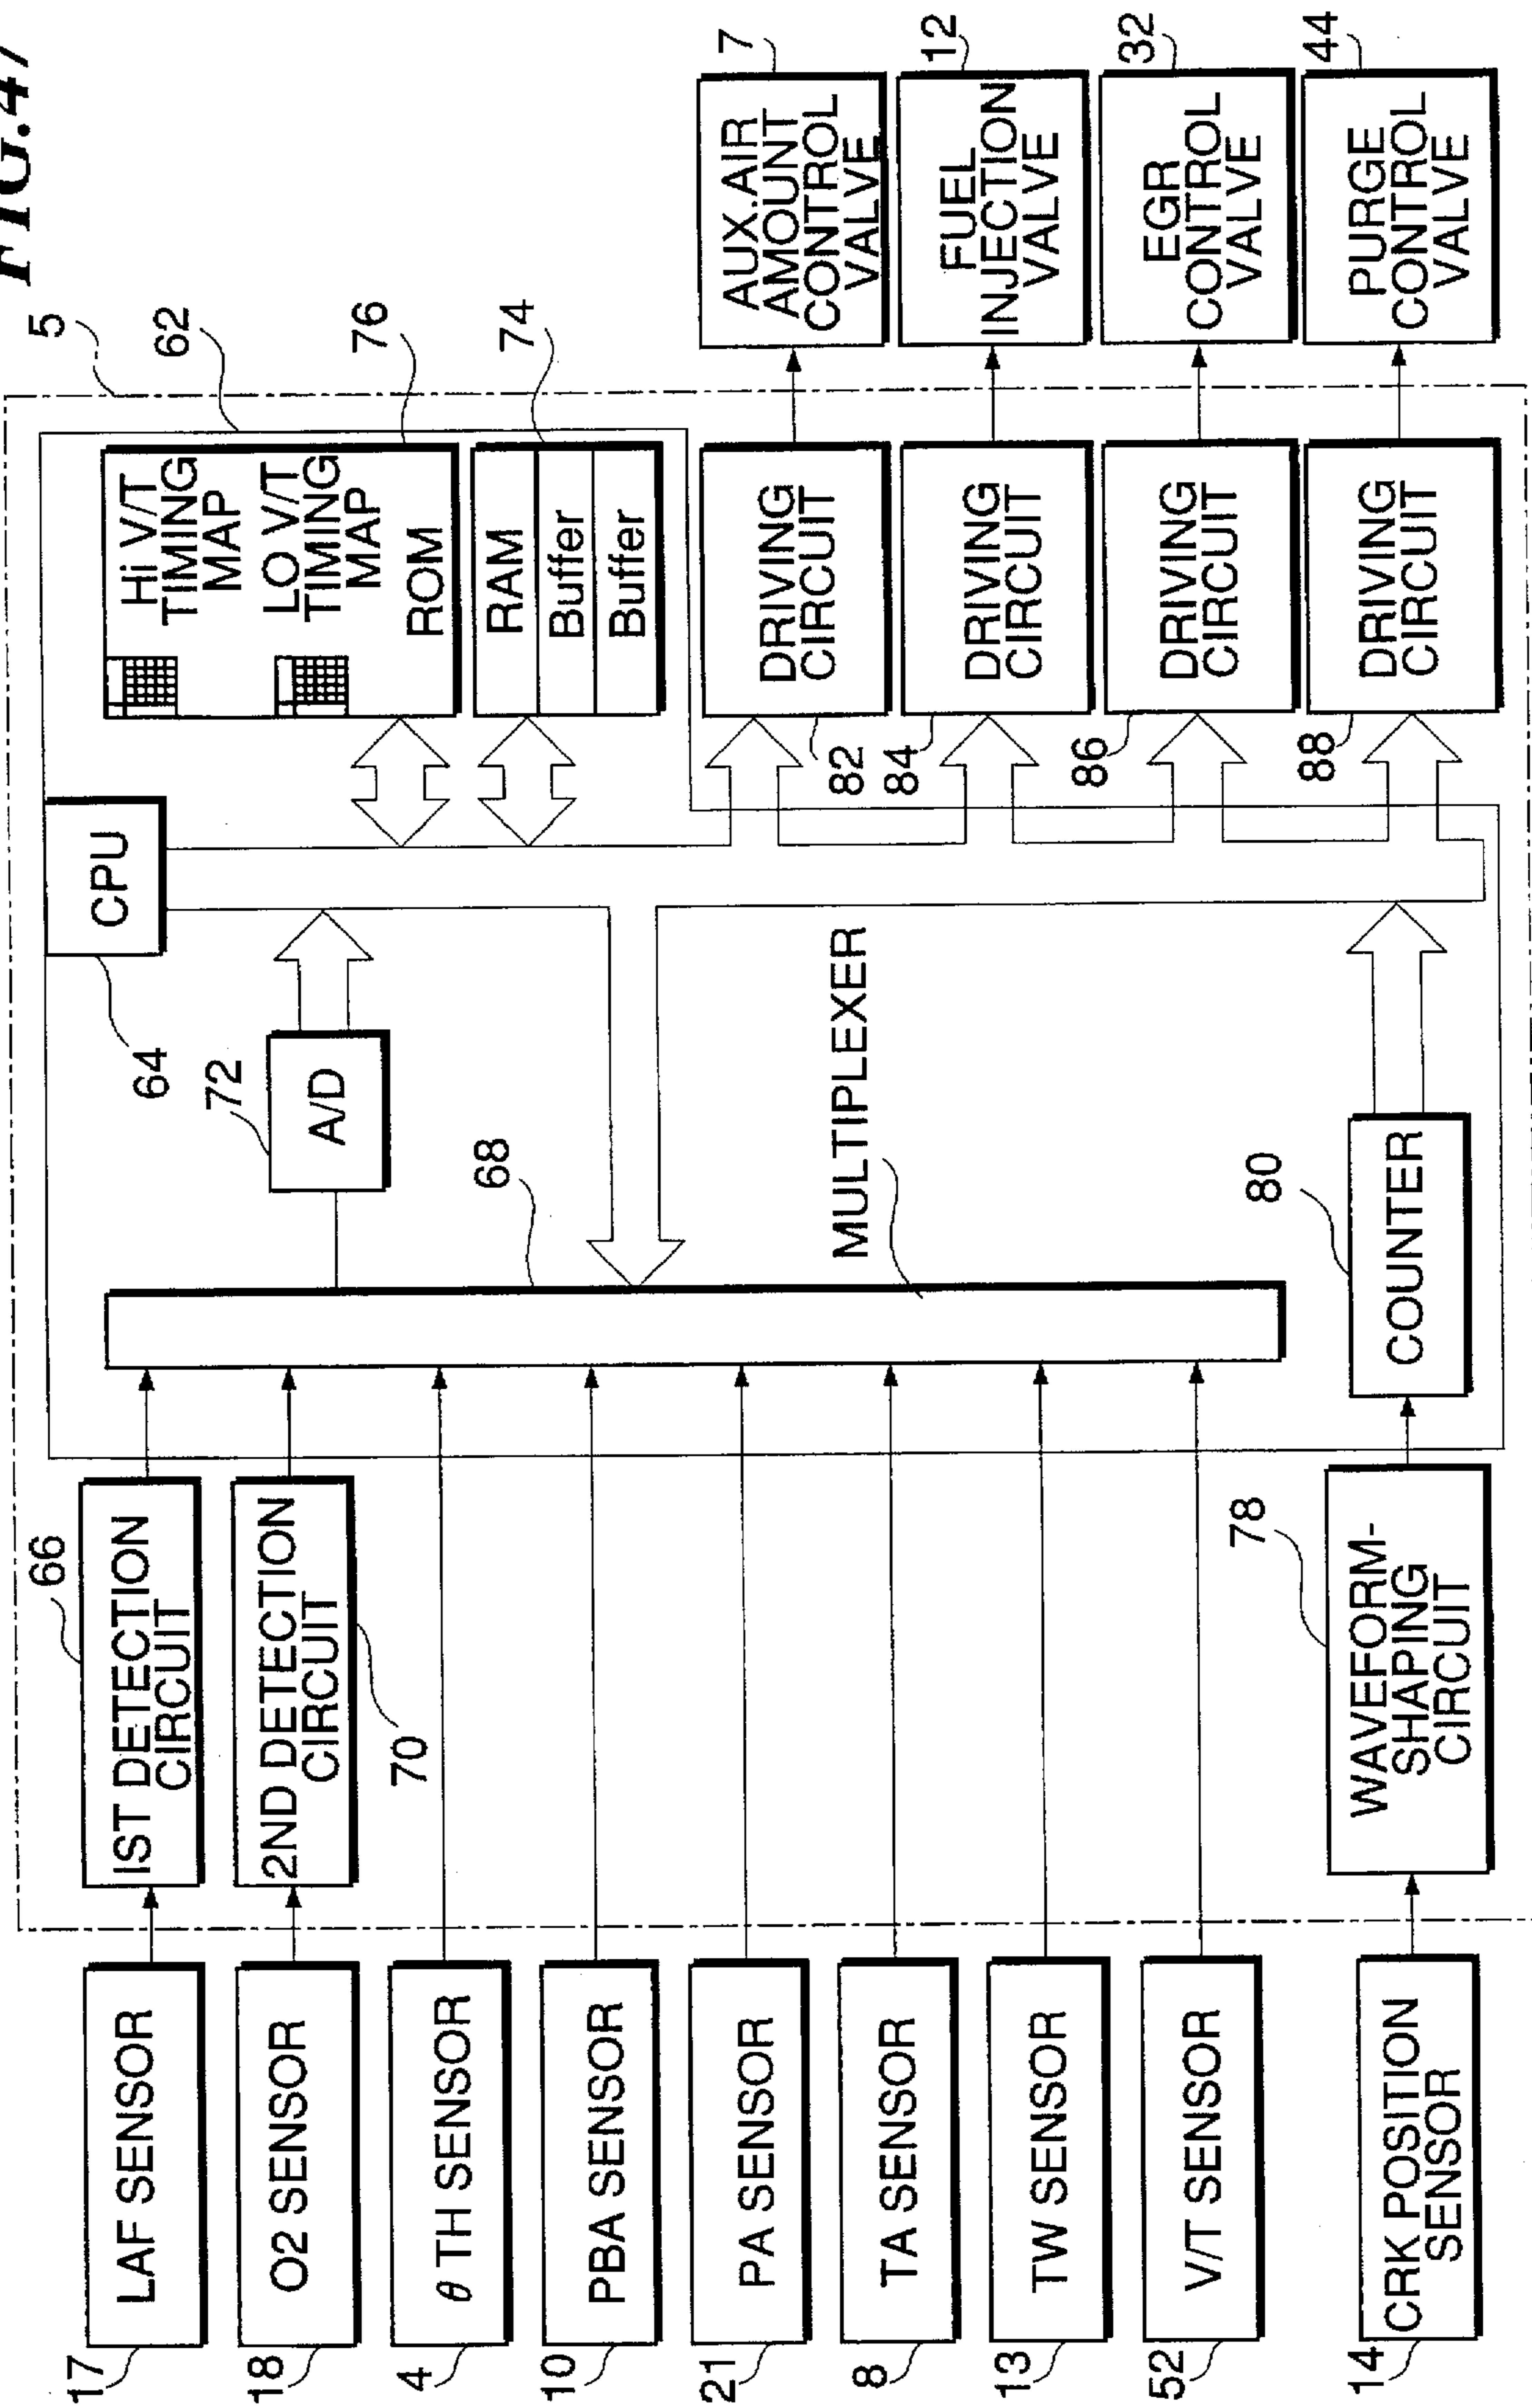 FIG.47
17
LAF SENSOR
18
O2 SENSOR
4
θ TH SENSOR
10
PBA SENSOR
21
PA SENSOR
8
TA SENSOR
13
TW SENSOR
52
V/T SENSOR
14
CRK POSITION
SENSOR
66
IST DETECTION
CIRCUIT
2ND DETECTION
CIRCUIT
70
78
WAVEFORM-
SHAPING
CIRCUIT
68
MULTIPLEXER
80
COUNTER
72
A/D
64
CPU
5
62
76
74
Hi V/T
TIMING
MAP
LO V/T
TIMING
MAP
ROM
RAM
Buffer
Buffer
DRIVING
CIRCUIT
82
DRIVING
CIRCUIT
84
DRIVING
CIRCUIT
86
DRIVING
CIRCUIT
88
7
AUX.AIR
AMOUNT
CONTROL
VALVE
12
FUEL
INJECTION
VALVE
32
EGR
CONTROL
VALVE
44
PURGE
CONTROL
VALVE